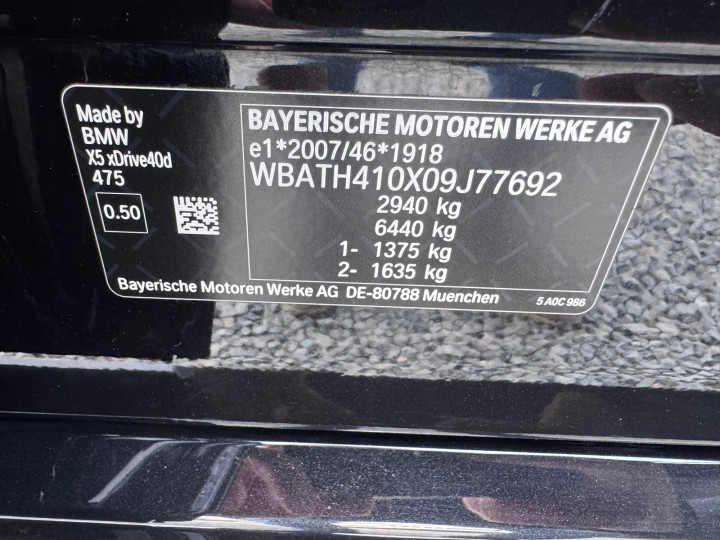 Made by
BMW
X5 xDrive40d
475
0.50
BAYERISCHE MOTOREN WERKE AG
e1*2007/46*1918
WBATH410X09J77692
2940 kg
6440 kg
1- 1375 kg
2- 1635 kg
Bayerische Motoren Werke AG DE-80788 Muenchen
5 A0C 986